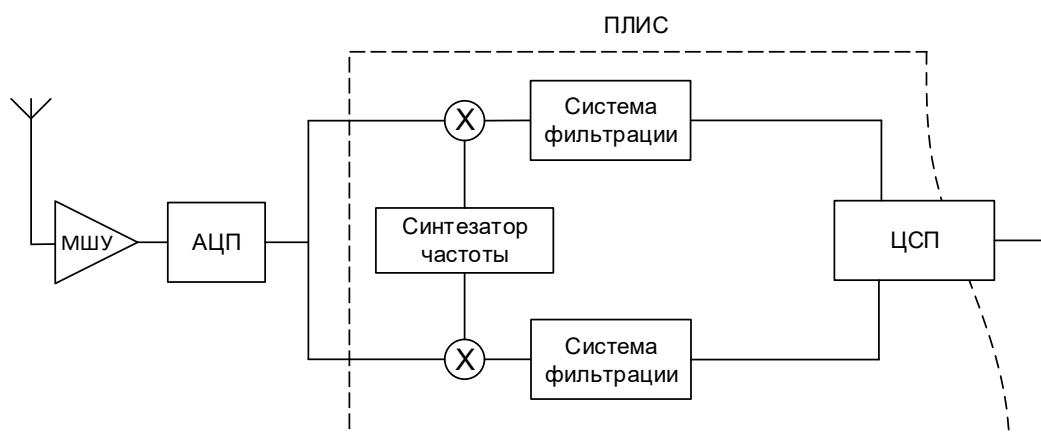 ПЛИС
X
Система
фильтрации
МШУ
АЦП
Синтезатор
частоты
ЦСП
X
Система
фильтрации